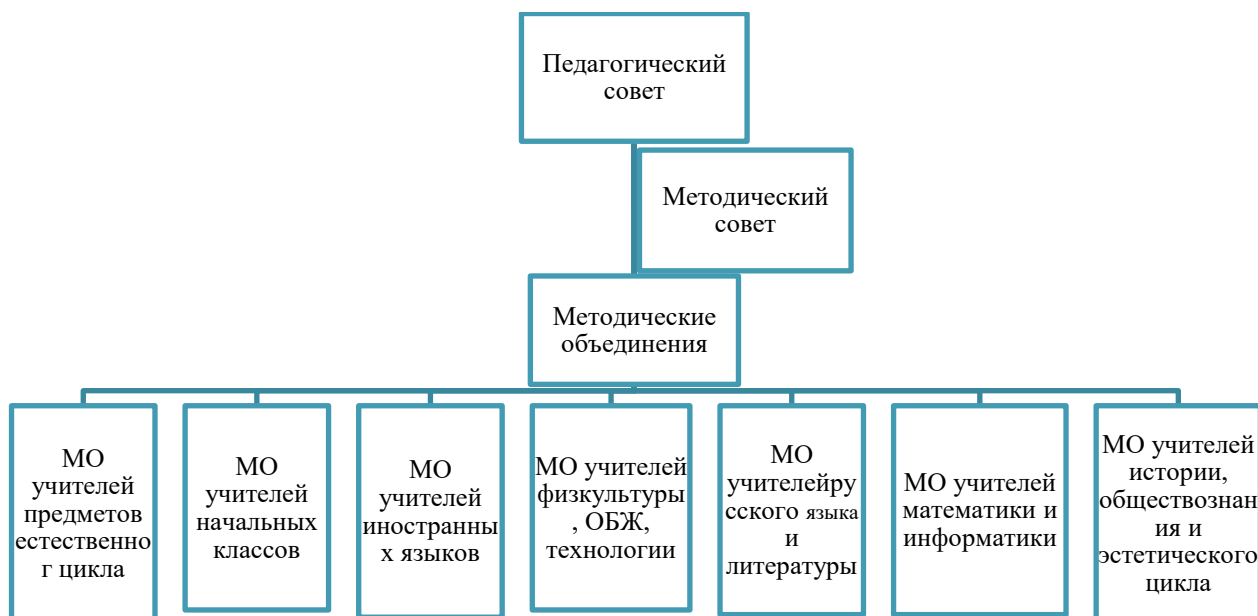 Педагогический
совет
Методический
совет
Методические
объединения
МО
учителей
предметов
естественно
г цикла
МО
учителей
начальных
классов
МО
учителей
иностранны
х языков
МО учителей
физкультуры
, ОБЖ,
технологии
МО
учителейру
сского языка
и
литературы
МО учителей
математики и
информатики
МО учителей
истории,
обществознан
ия и
эстетического
цикла